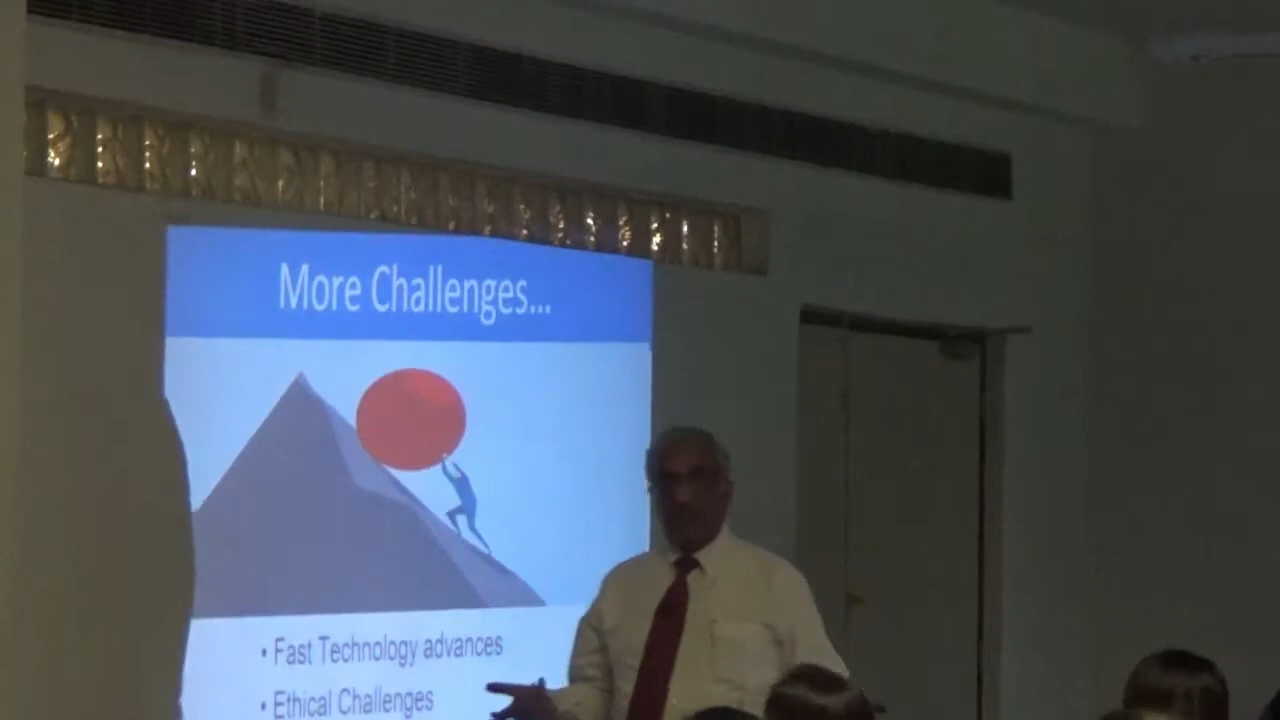 More Challenges...
• Fast Technology advances
• Ethical Challenges